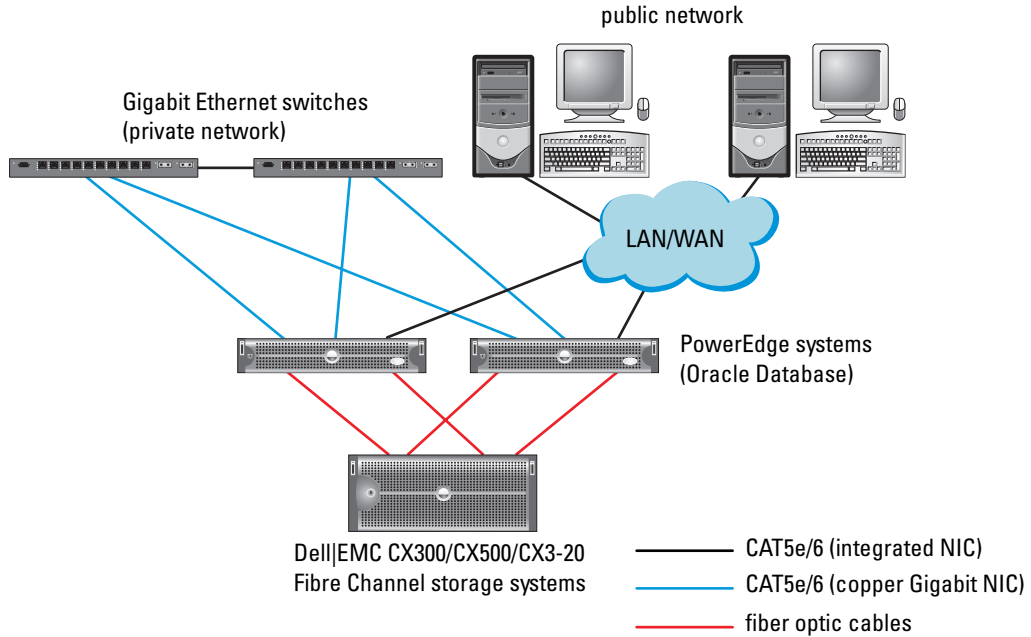 public network
Gigabit Ethernet switches
(private network)
LAN/WAN
PowerEdge systems
(Oracle Database)
Dell|EMC CX300/CX500/CX3-20
Fibre Channel storage systems
CAT5e/6 (integrated NIC)
CAT5e/6 (copper Gigabit NIC)
fiber optic cables